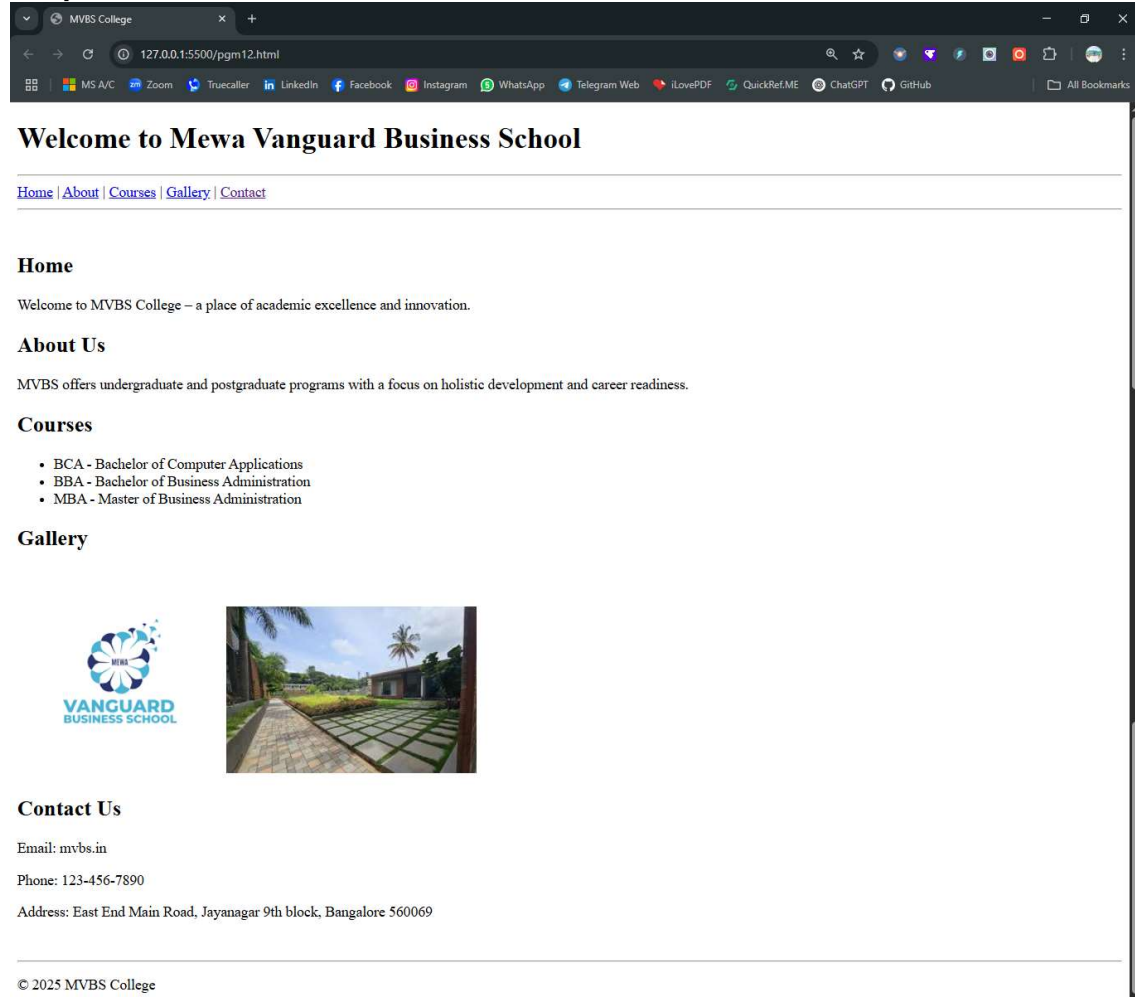 MVBS College
127.0.0.1:5500/pgm12.html
MS A/C Zoom Truecaller LinkedIn Facebook Instagram WhatsApp Telegram Web iLovePDF QuickRef.ME ChatGPT GitHub All Bookmarks
Welcome to Mewa Vanguard Business School
Home | About | Courses | Gallery | Contact
Home
Welcome to MVBS College – a place of academic excellence and innovation.
About Us
MVBS offers undergraduate and postgraduate programs with a focus on holistic development and career readiness.
Courses
• BCA - Bachelor of Computer Applications
• BBA - Bachelor of Business Administration
• MBA - Master of Business Administration
Gallery
MEWA
VANGUARD
BUSINESS SCHOOL
Contact Us
Email: mvbs.in
Phone: 123-456-7890
Address: East End Main Road, Jayanagar 9th block, Bangalore 560069
© 2025 MVBS College